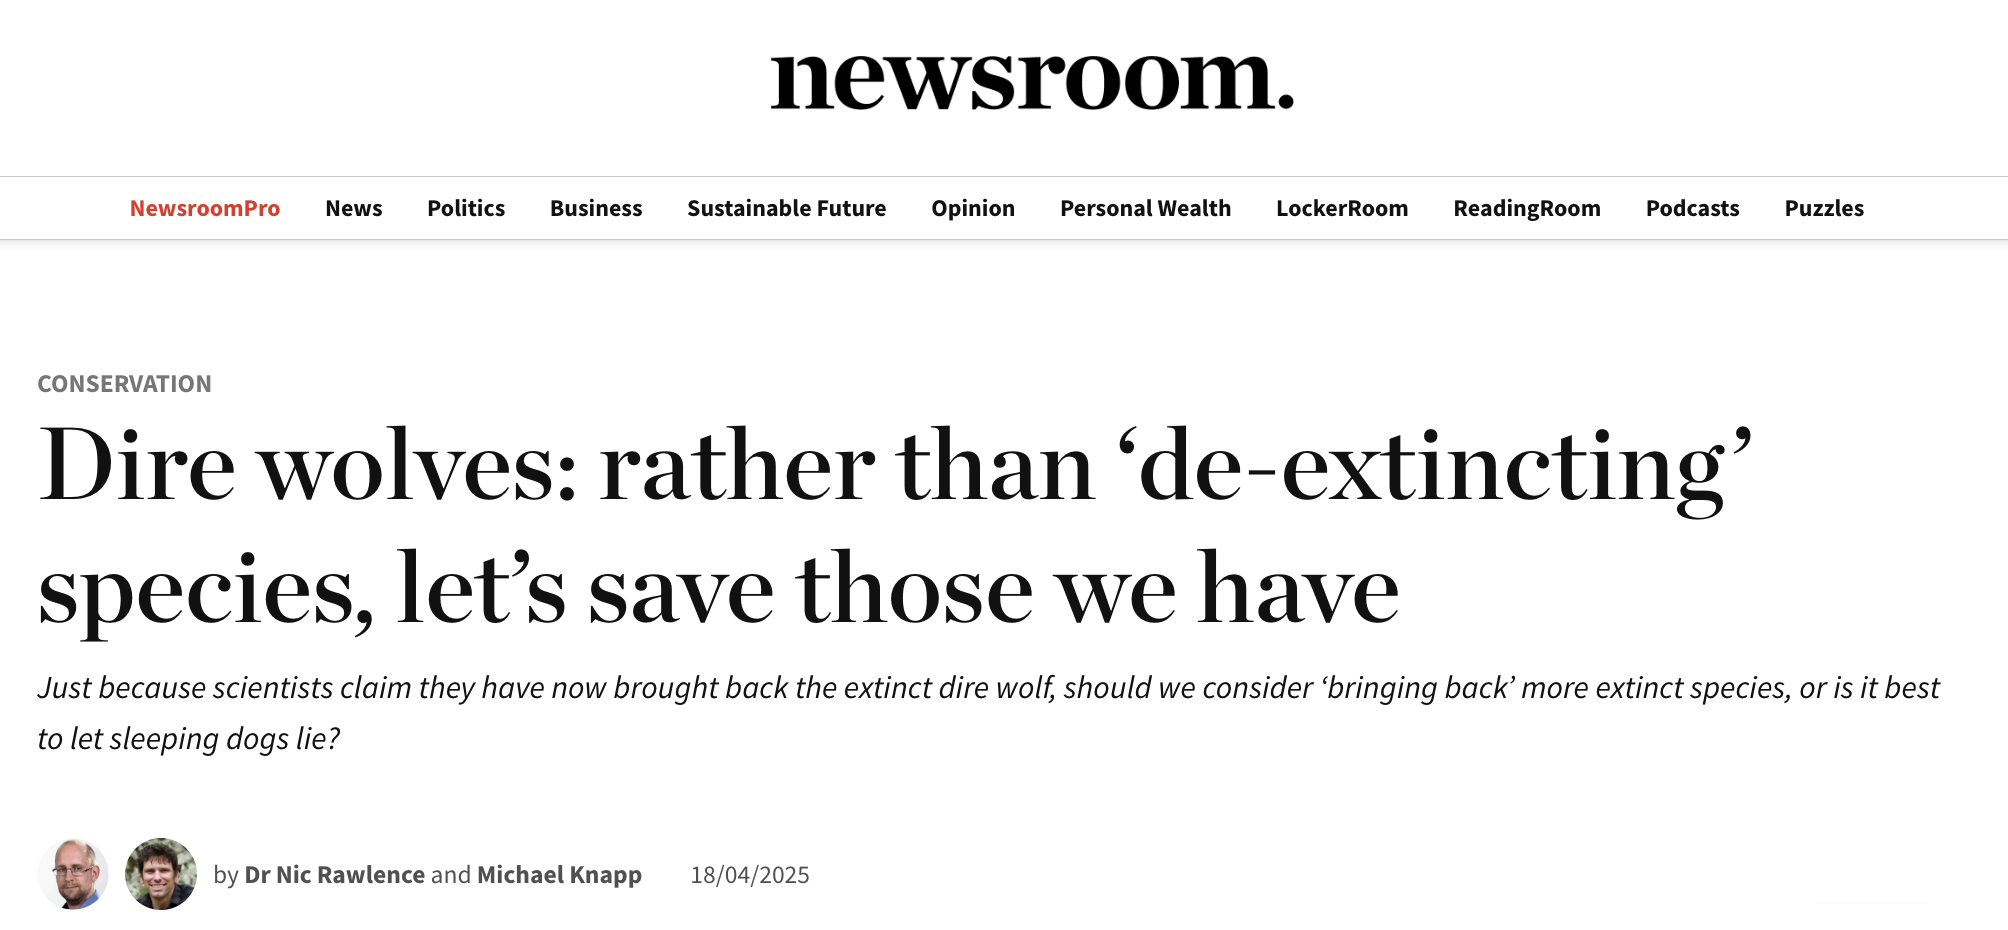 newsroom.
NewsroomPro News Politics Business Sustainable Future Opinion Personal Wealth LockerRoom ReadingRoom Podcasts Puzzles
CONSERVATION
Dire wolves: rather than ‘de-extincting’
species, let’s save those we have
Just because scientists claim they have now brought back the extinct dire wolf, should we consider ‘bringing back’ more extinct species, or is it best
to let sleeping dogs lie?
by Dr Nic Rawlence and Michael Knapp 18/04/2025